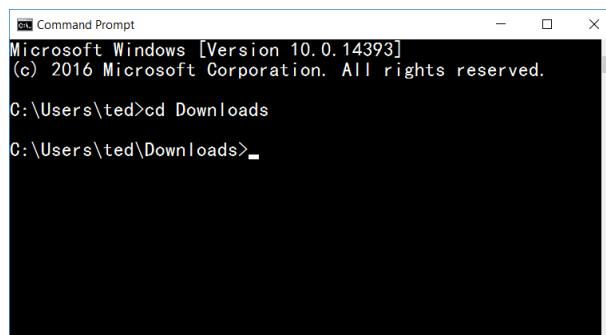 Command Prompt
Microsoft Windows [Version 10.0.14393]
(c) 2016 Microsoft Corporation. All rights reserved.
C:\Users\ted>cd Downloads
C:\Users\ted\Downloads>